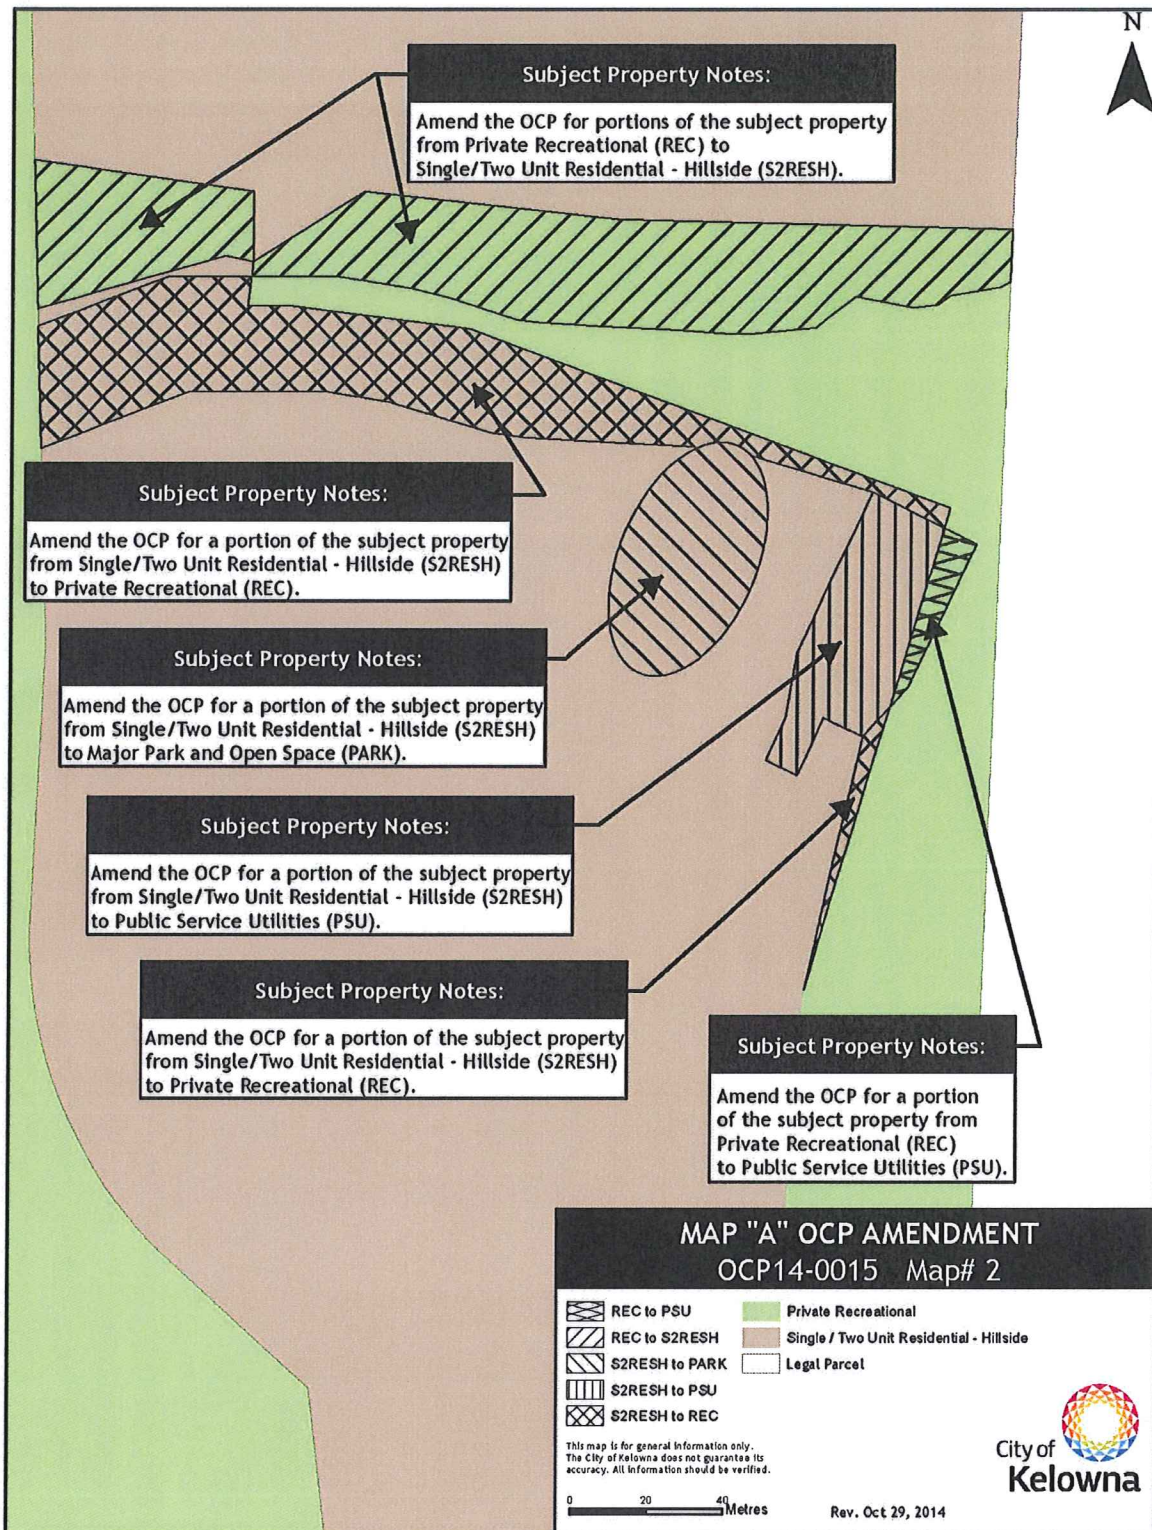 N
Subject Property Notes:
Amend the OCP for portions of the subject property
from Private Recreational (REC) to
Single/Two Unit Residential - Hillside (S2RESH).
Subject Property Notes:
Amend the OCP for a portion of the subject property
from Single/Two Unit Residential - Hillside (S2RESH)
to Private Recreational (REC).
Subject Property Notes:
Amend the OCP for a portion of the subject property
from Single/Two Unit Residential - Hillside (S2RESH)
to Major Park and Open Space (PARK).
Subject Property Notes:
Amend the OCP for a portion of the subject property
from Single/Two Unit Residential - Hillside (S2RESH)
to Public Service Utilities (PSU).
Subject Property Notes:
Amend the OCP for a portion of the subject property
from Single/Two Unit Residential - Hillside (S2RESH)
to Private Recreational (REC).
Subject Property Notes:
Amend the OCP for a portion
of the subject property from
Private Recreational (REC)
to Public Service Utilities (PSU).
MAP "A" OCP AMENDMENT
OCP14-0015 Map# 2
REC to PSU
REC to S2RESH
S2RESH to PARK
S2RESH to PSU
S2RESH to REC
Private Recreational
Single / Two Unit Residential - Hillside
Legal Parcel
This map is for general information only.
The City of Kelowna does not guarantee its
accuracy. All information should be verified.
0 20 40 Metres
Rev. Oct 29, 2014
City of
Kelowna